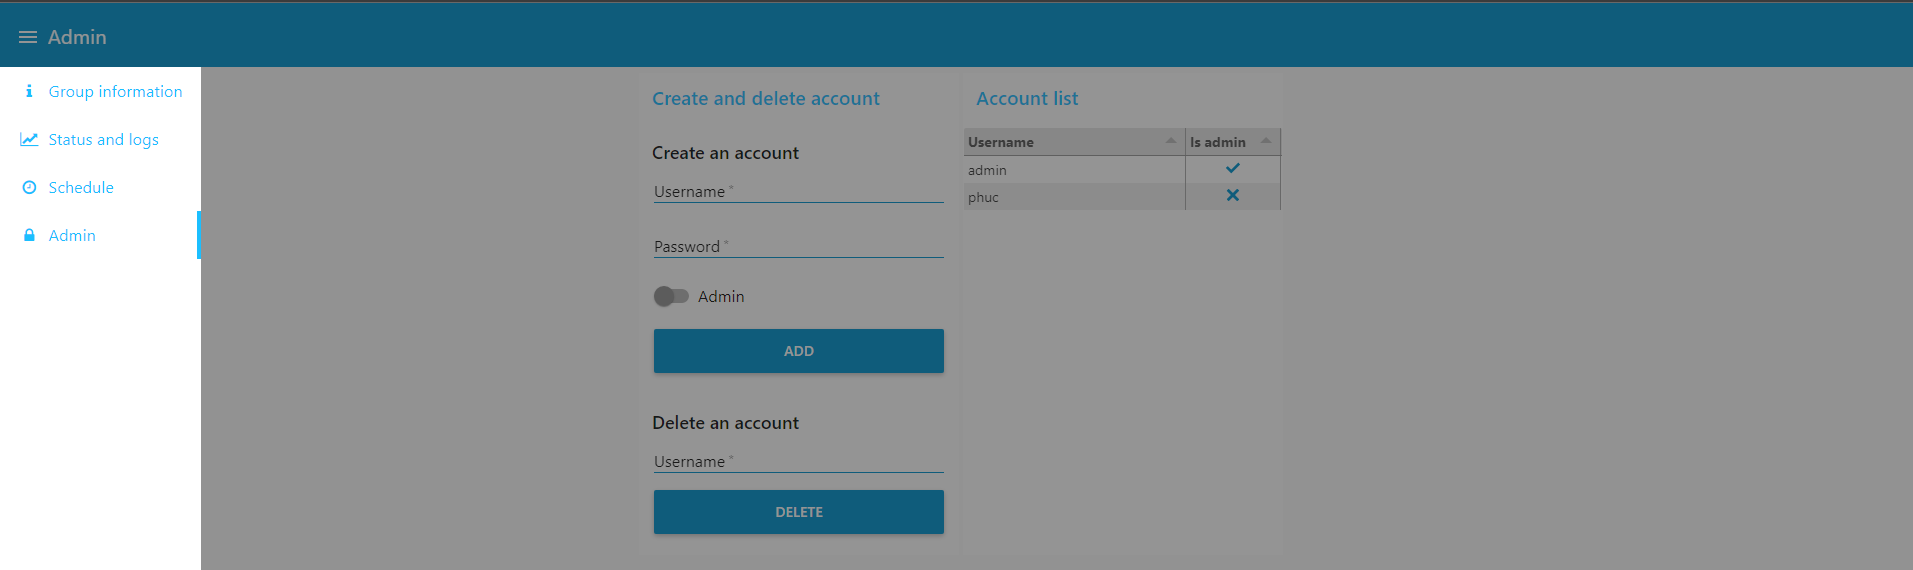 Admin
Group information
Status and logs
Schedule
Admin
Create and delete account
Create an account
Username *
Password *
Admin
ADD
Delete an account
Username *
DELETE
Account list
Username Is admin
admin
phuc